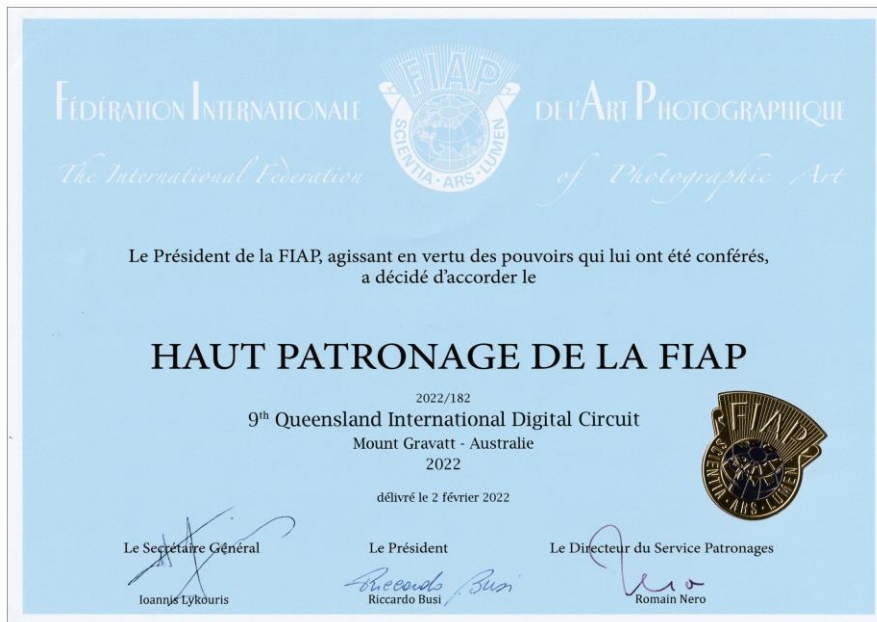 FÉDÉRATION INTERNATIONALE
DE L'ART PHOTOGRAPHIQUE
The International Federation
of Photographic Art
FIAP
SCIENTIA · ARS · LUMEN
Le Président de la FIAP, agissant en vertu des pouvoirs qui lui ont été conférés,
a décidé d'accorder le
HAUT PATRONAGE DE LA FIAP
2022/182
9th Queensland International Digital Circuit
Mount Gravatt - Australie
2022
délivré le 2 février 2022
FIAP
SCIENTIA · ARS · LUMEN
Le Secrétaire Général
Le Président
Le Directeur du Service Patronages
Riccardo Busi
Nero
Ioannis Lykouris
Riccardo Busi
Romain Nero